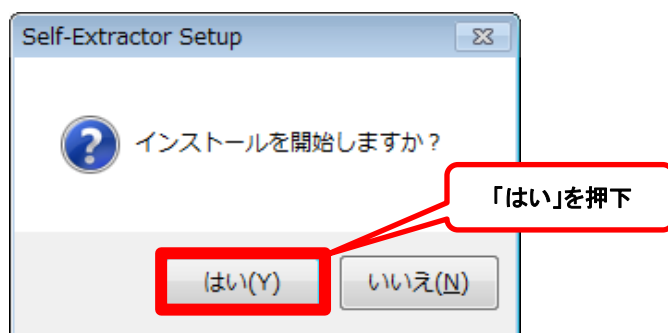 Self-Extractor Setup
インストールを開始しますか？
「はい」を押下
はい(Y)
いいえ(N)